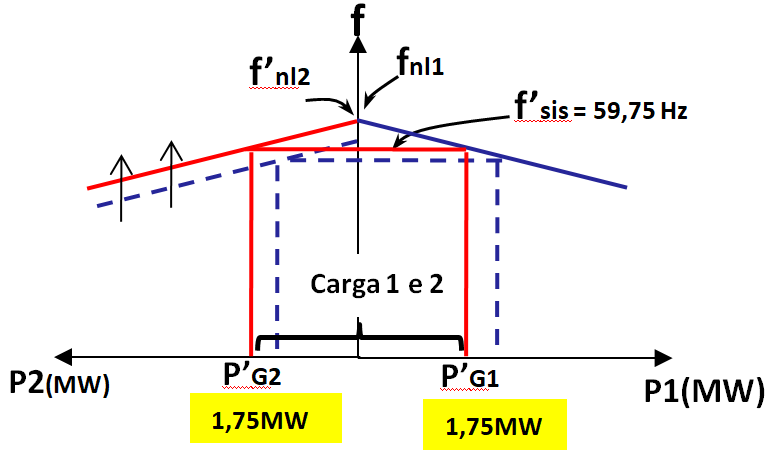 f
f'nl2
fnl1
f'sis = 59,75 Hz
Carga 1 e 2
P2(MW)
P'G2
P'G1
P1(MW)
1,75MW
1,75MW